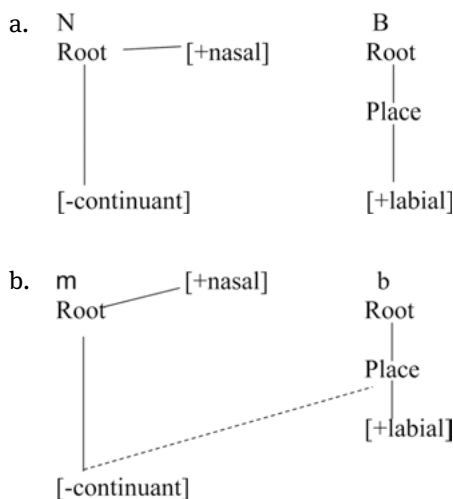 a. N B
Root [+nasal] Root
Place
[-continuant] [+labial]
b. m [+nasal] b
Root Root
Place
[+labial]
[-continuant]